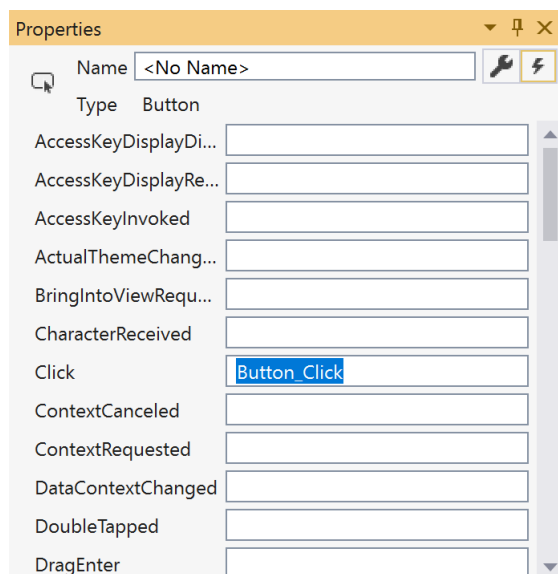 Properties
Name <No Name>
Type Button
AccessKeyDisplayDi...
AccessKeyDisplayRe...
AccessKeyInvoked
ActualThemeChang...
BringIntoViewRequ...
CharacterReceived
Click Button_Click
ContextCanceled
ContextRequested
DataContextChanged
DoubleTapped
DragEnter